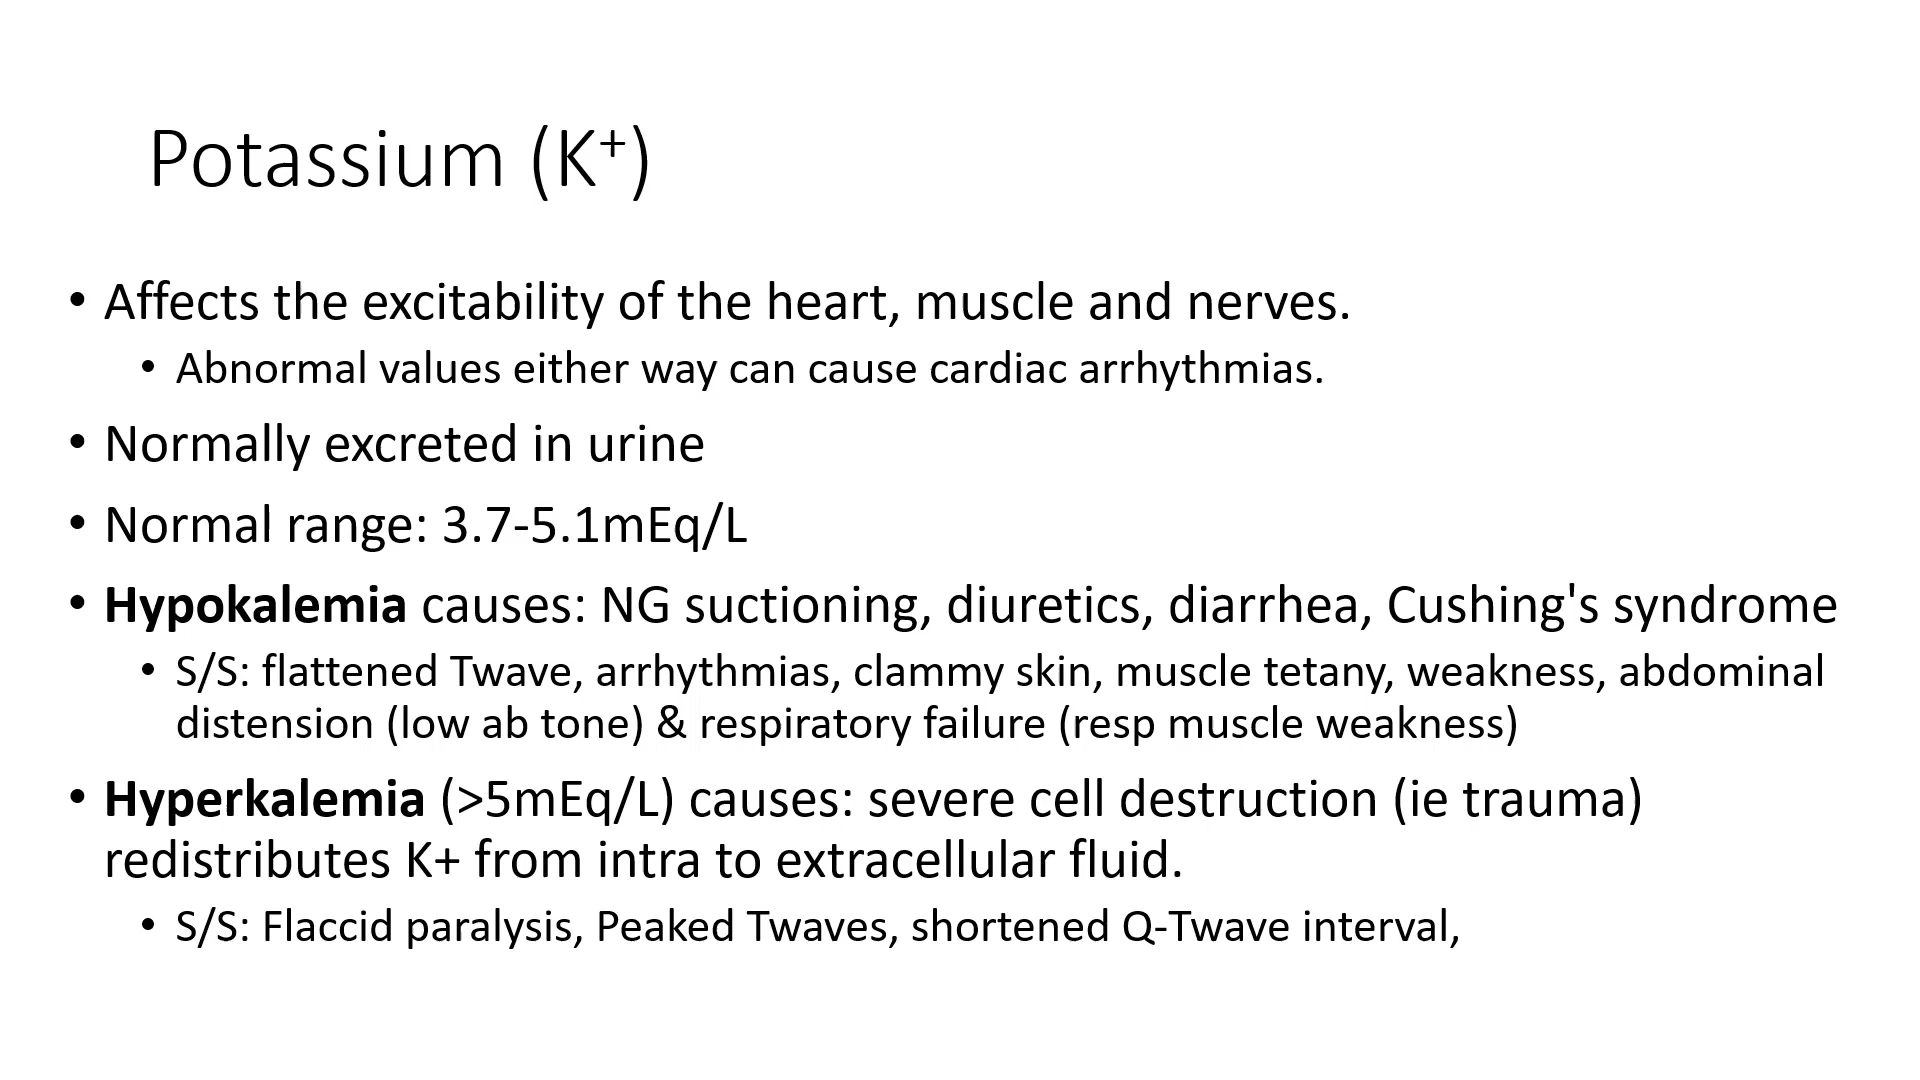 Potassium (K⁺)
• Affects the excitability of the heart, muscle and nerves.
• Abnormal values either way can cause cardiac arrhythmias.
• Normally excreted in urine
• Normal range: 3.7-5.1mEq/L
• Hypokalemia causes: NG suctioning, diuretics, diarrhea, Cushing's syndrome
• S/S: flattened Twave, arrhythmias, clammy skin, muscle tetany, weakness, abdominal
distension (low ab tone) & respiratory failure (resp muscle weakness)
• Hyperkalemia (>5mEq/L) causes: severe cell destruction (ie trauma)
redistributes K+ from intra to extracellular fluid.
• S/S: Flaccid paralysis, Peaked Twaves, shortened Q-Twave interval,